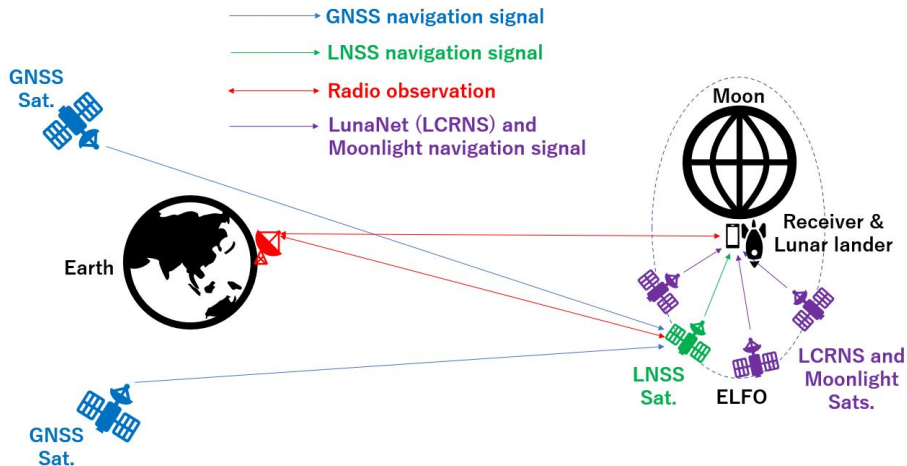 GNSS navigation signal
LNSS navigation signal
Radio observation
LunaNet (LCRNS) and
Moonlight navigation signal
GNSS
Sat.
Moon
Receiver &
Lunar lander
Earth
LNSS
Sat.
ELFO
LCRNS and
Moonlight
Sats.
GNSS
Sat.